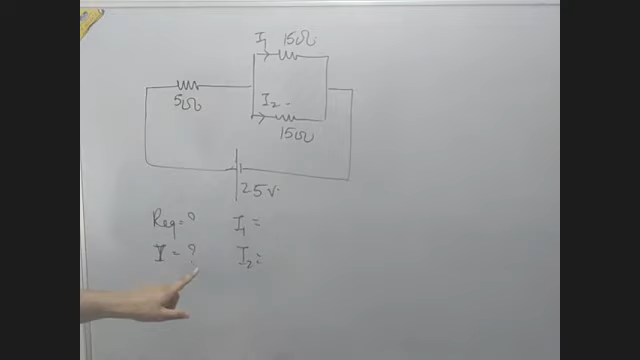 I₁ 15Ω
5Ω
I₂
15Ω
25v
Req=?
I₁ =
I = ?
I₂ =